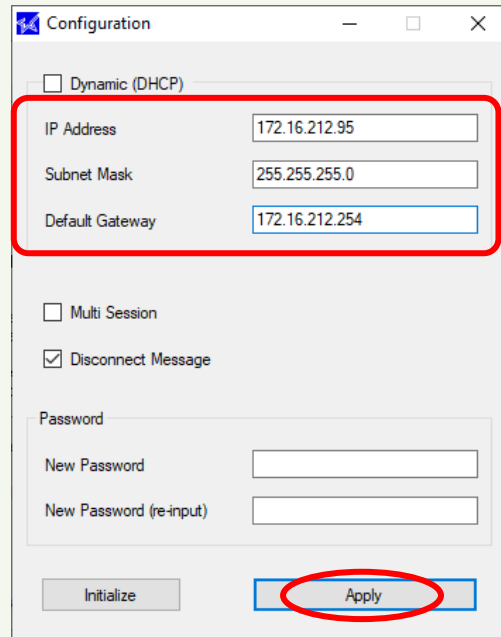 Configuration
Dynamic (DHCP)
IP Address 172.16.212.95
Subnet Mask 255.255.255.0
Default Gateway 172.16.212.254
Multi Session
Disconnect Message
Password
New Password
New Password (re-input)
Initialize Apply